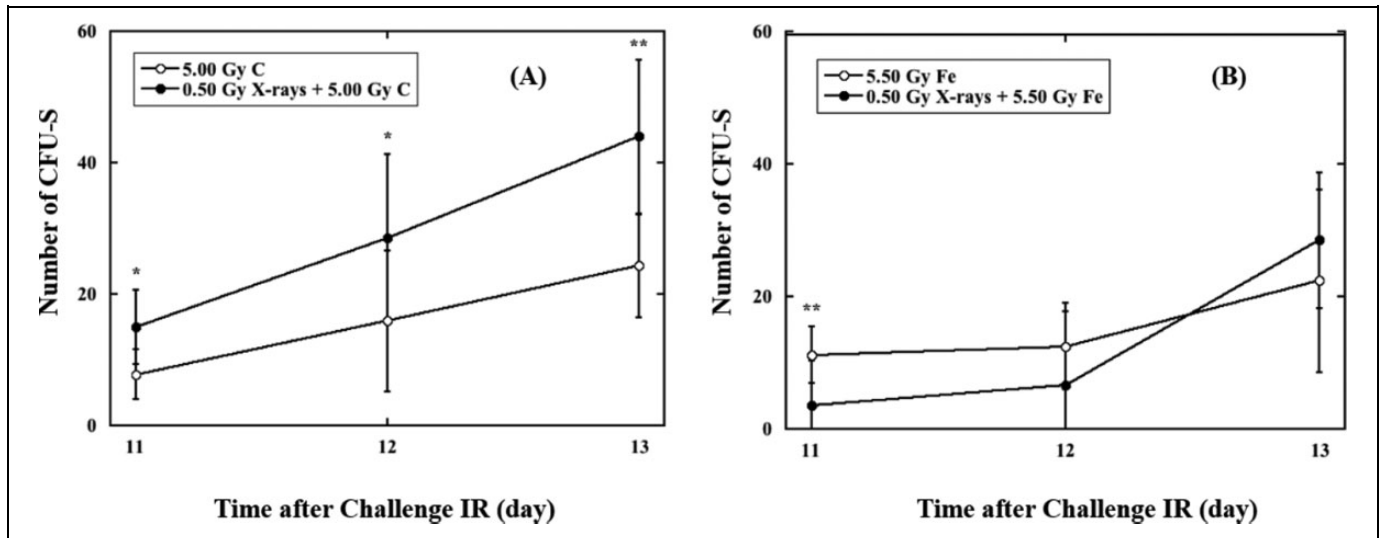 60
40
20
0
Number of CFU-S
5.00 Gy C
0.50 Gy X-rays + 5.00 Gy C
(A)
*
*
**
11
12
13
Time after Challenge IR (day)
60
40
20
0
Number of CFU-S
5.50 Gy Fe
0.50 Gy X-rays + 5.50 Gy Fe
(B)
**
11
12
13
Time after Challenge IR (day)